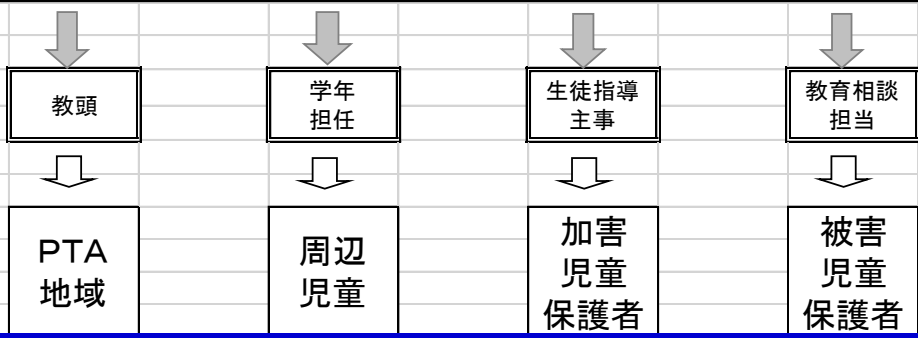 教頭
学年
担任
生徒指導
主事
教育相談
担当
PTA
地域
周辺
児童
加害
児童
保護者
被害
児童
保護者